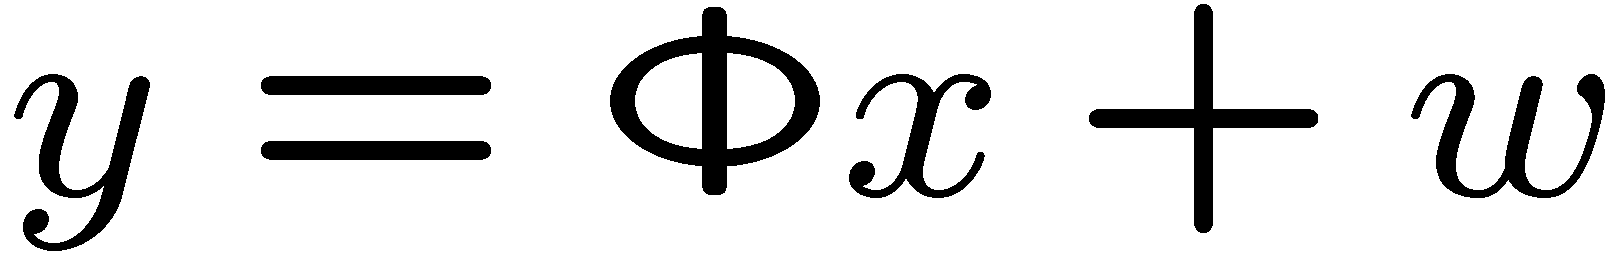 y = Φx + w